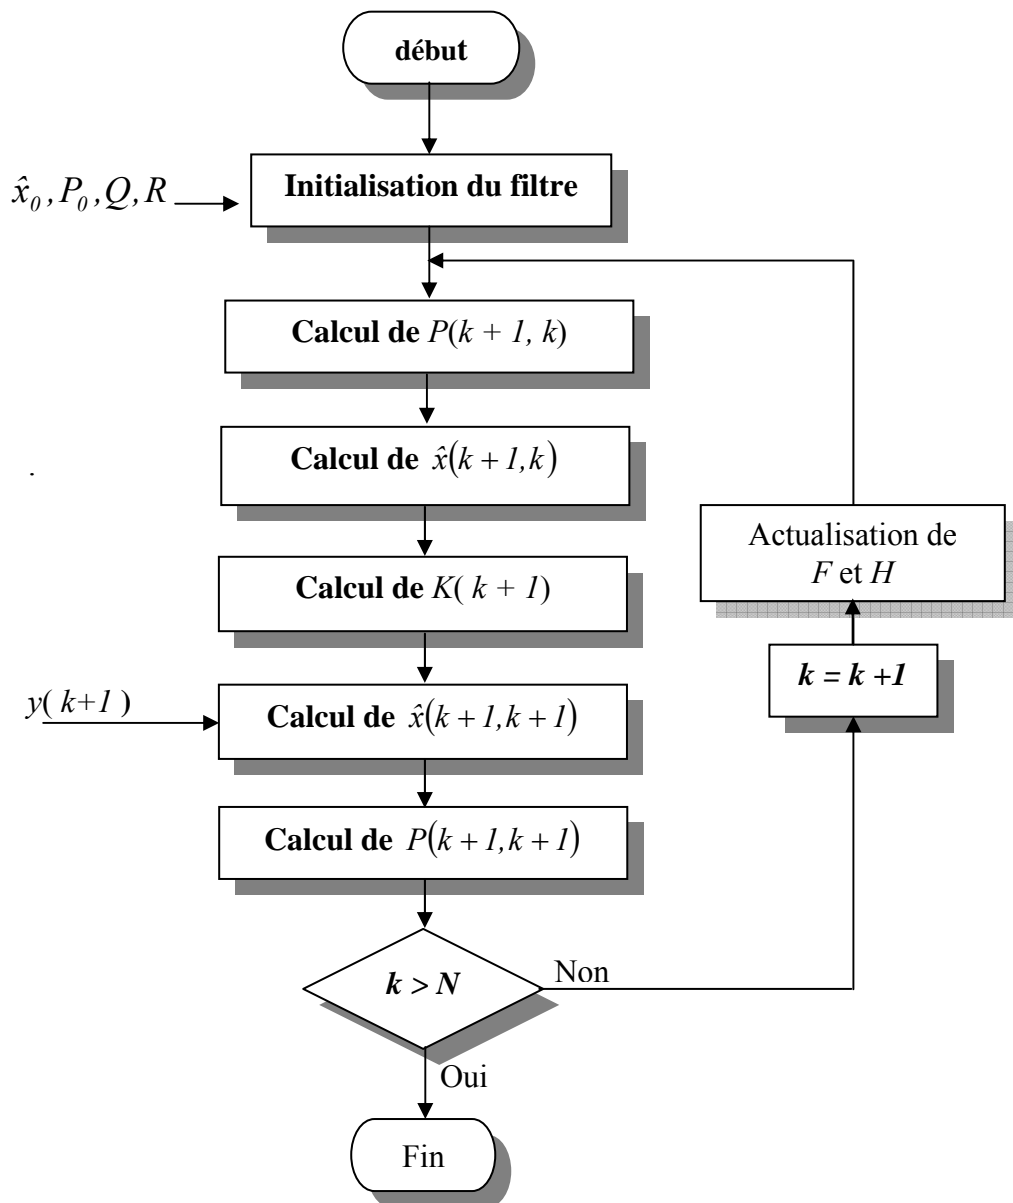 début
Initialisation du filtre
x̂₀, P₀, Q, R
Calcul de P(k + 1, k)
Calcul de x̂(k + 1, k)
Calcul de K( k + 1)
y( k+1 )
Calcul de x̂(k + 1, k + 1)
Calcul de P(k + 1, k + 1)
k > N
Non
Oui
Fin
k = k +1
Actualisation de
F et H